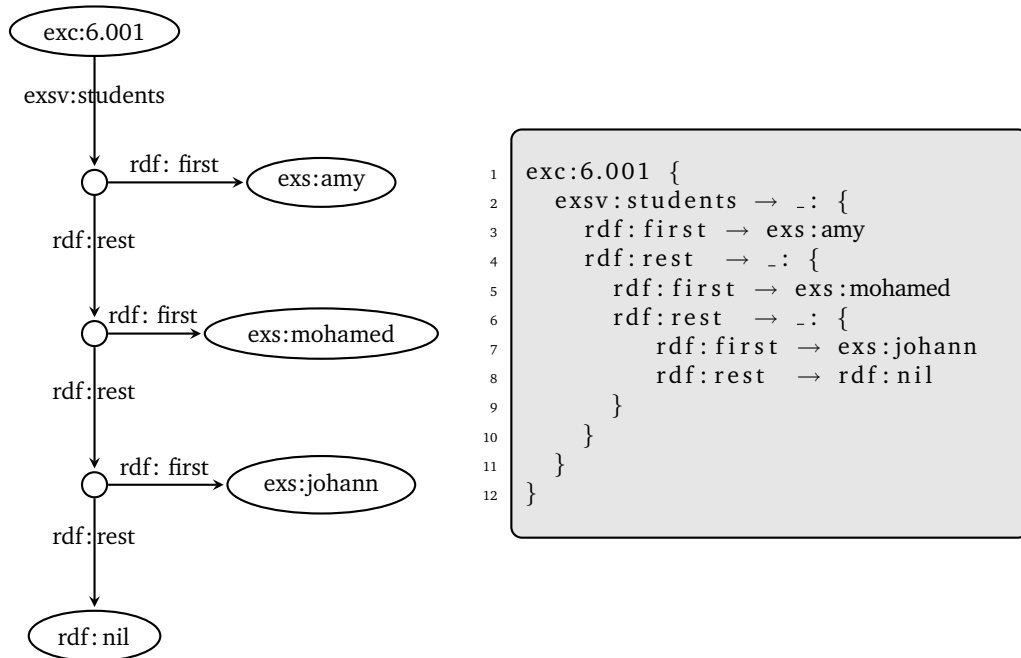 exc:6.001
exsv:students
rdf: first
exs:amy
rdf:rest
rdf: first
exs:mohamed
rdf:rest
rdf: first
exs:johann
rdf:rest
rdf:nil
1 exc:6.001 {
2 exsv:students → _: {
3 rdf:first → exs:amy
4 rdf:rest → _: {
5 rdf:first → exs:mohamed
6 rdf:rest → _: {
7 rdf:first → exs:johann
8 rdf:rest → rdf:nil
9 }
10 }
11 }
12 }